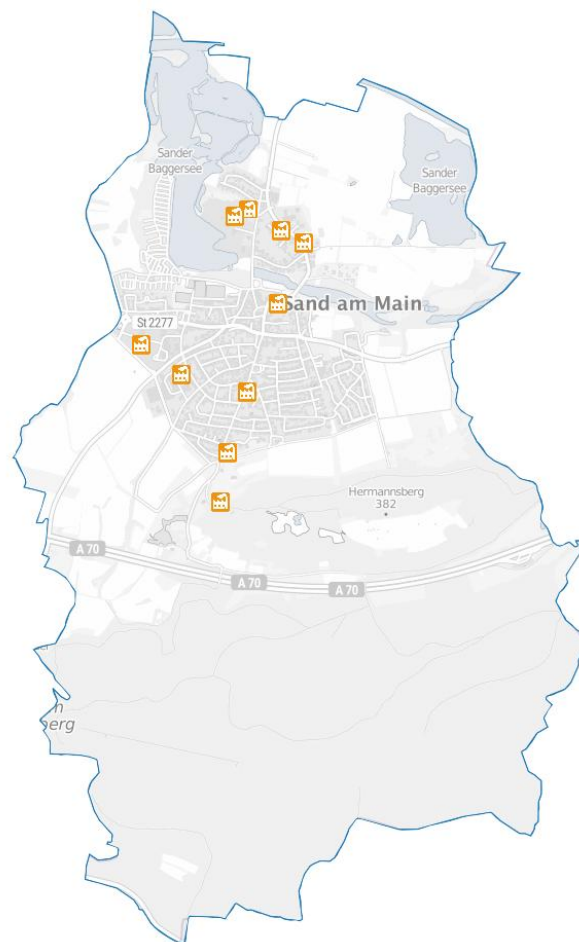 Sander
Baggersee
Sander
Baggersee
Sand am Main
St 2277
Hermannsberg
382
A 70
A 70
A 70